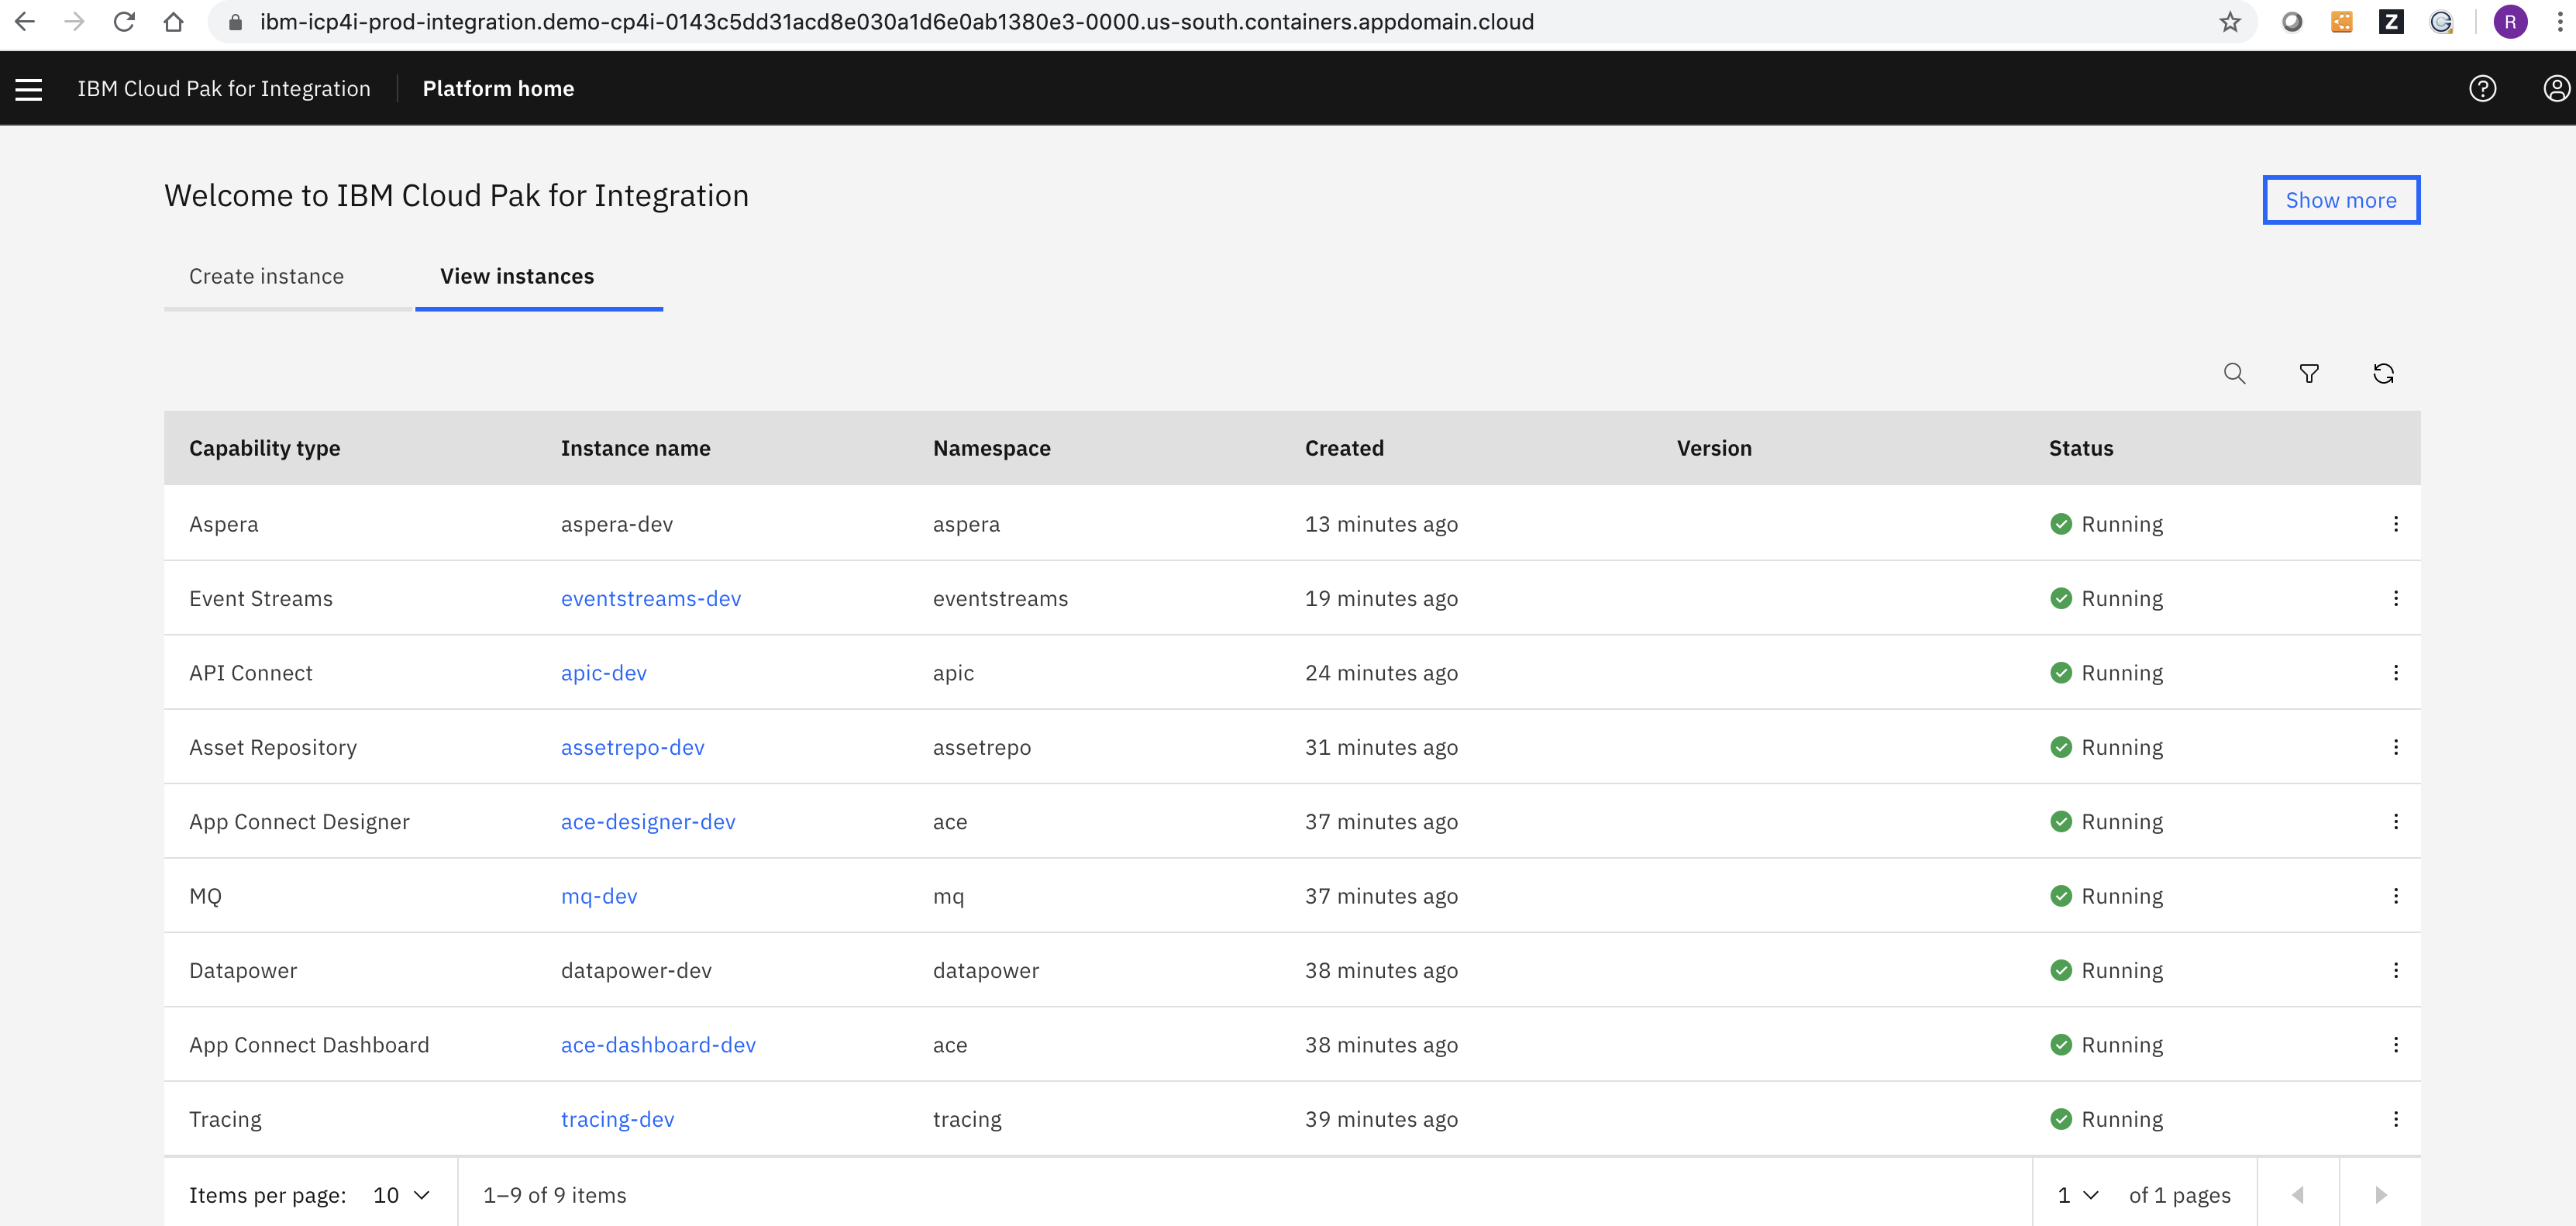 ibm-icp4i-prod-integration.demo-cp4i-0143c5dd31acd8e030a1d6e0ab1380e3-0000.us-south.containers.appdomain.cloud Z R
IBM Cloud Pak for Integration Platform home
Welcome to IBM Cloud Pak for Integration Show more
Create instance View instances
Capability type Instance name Namespace Created Version Status
Aspera aspera-dev aspera 13 minutes ago Running
Event Streams eventstreams-dev eventstreams 19 minutes ago Running
API Connect apic-dev apic 24 minutes ago Running
Asset Repository assetrepo-dev assetrepo 31 minutes ago Running
App Connect Designer ace-designer-dev ace 37 minutes ago Running
MQ mq-dev mq 37 minutes ago Running
Datapower datapower-dev datapower 38 minutes ago Running
App Connect Dashboard ace-dashboard-dev ace 38 minutes ago Running
Tracing tracing-dev tracing 39 minutes ago Running
Items per page: 10 1–9 of 9 items 1 of 1 pages